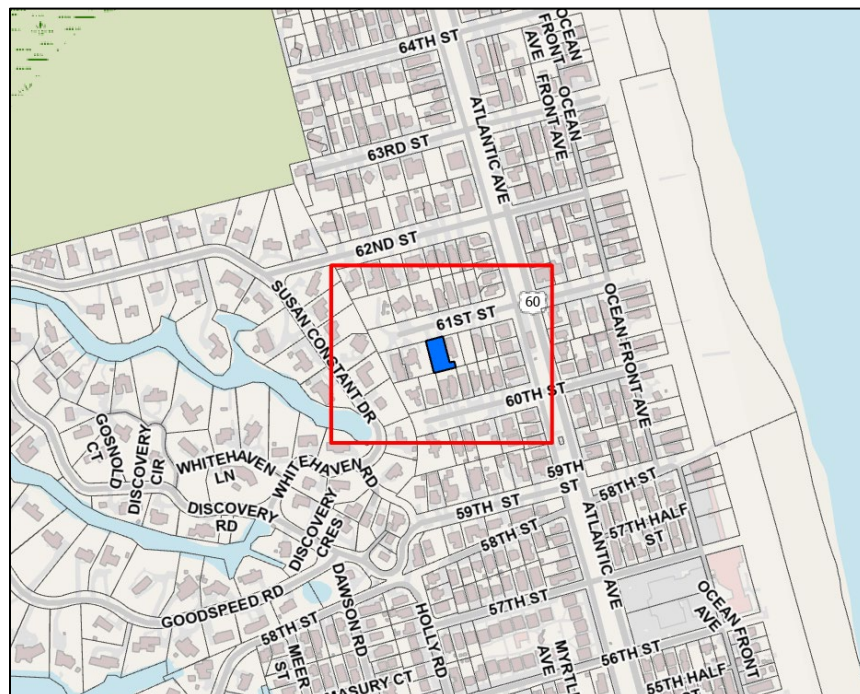 OCEAN
FRONT
AVE
64TH ST
OCEAN
FRONT
AVE
ATLANTIC AVE
63RD ST
62ND ST
SUSAN CONSTANT DR
60
61ST ST
OCEAN FRONT AVE
60TH ST
GOSNOLD
CT
DISCOVERY
CIR
WHITEHAVEN
LN
WHITEHAVEN RD
DISCOVERY
RD
DISCOVERY
CRES
59TH ST
59TH
ST
58TH ST
58TH ST
57TH HALF
ST
ATLANTIC AVE
GOODSPEED RD
58TH ST
DAWSON RD
HOLLY RD
57TH ST
OCEAN FRONT
AVE
MEER
ST
MASURY CT
56TH ST
55TH HALF
ST